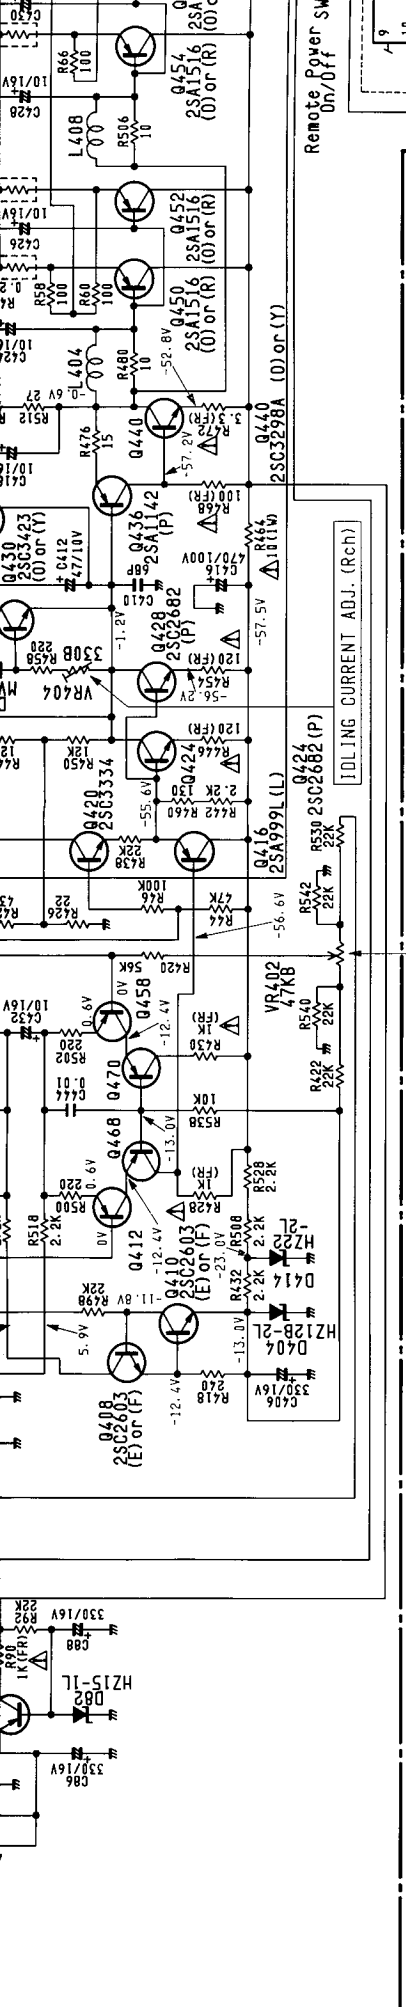 Remote Power SW
On/Off
9
C430
R66
100
10/16V
C428
Q454
2SA1516
(O)or(R)
L408
R506
10
10/16V
C426
Q452
2SA1516
(O)or(R)
R58
100
R60
100
Q450
2SA1516
(O)or(R)
L404
R480
10
-52.8V
-0.6V
27
R512
R476
15
Q440
3.3(FR)
R472
Q440
2SC3298A (O)or(Y)
-57.2V
Q436
2SA1142
(P)
100(FR)
R468
R464
10(1W)
Q430
2SC3423
(O)or(Y)
C412
47/10V
68P
C410
470/100V
C416
-1.2V
Q428
2SC2682
(P)
-57.5V
220
R458
330B
VR404
120(FR)
R454
-56.2V
IDLING CURRENT ADJ.(Rch)
12K
R450
120(FR)
R446
Q424
Q424
2SC2682(P)
Q420
2SC3334
-55.6V
130
R460
2.2K
R442
22K
R438
Q416
2SA999L(L)
R530
22K
100K
R46
47K
R44
R542
22K
22
R426
-56.6V
56K
R420
VR402
47KB
10/16V
C432
0V
Q458
0.6V
-12.4V
220
R502
1K
(FR)
R430
R540
22K
R422
22K
0.01
C444
Q470
10K
R538
Q468
-13.0V
220
R500
0.6V
0V
1K
(FR)
R428
R528
2.2K
R518
2.2K
Q412
-12.4V
Q410
2SC2603
(E)or(F)
R508
2.2K
-23.0V
HZ22
-2L
D414
22K
R498
-11.8V
R432
2.2K
5.9V
-13.0V
HZ12B-2L
D404
Q408
2SC2603
(E)or(F)
-12.4V
240
R418
330/16V
C406
22K
R92
R90
1K(FR)
330/16V
C88
HZ15-1L
D82
330/16V
C86